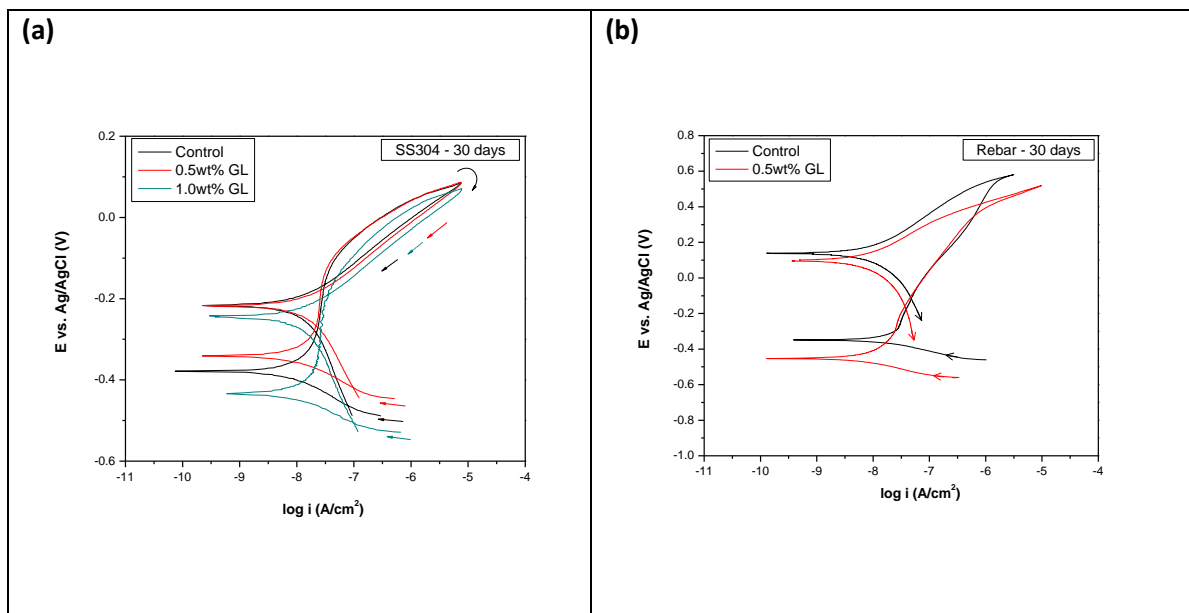 (a)
Control
0.5wt% GL
1.0wt% GL
SS304 - 30 days
E vs. Ag/AgCl (V)
0.2
0.0
-0.2
-0.4
-0.6
-11 -10 -9 -8 -7 -6 -5 -4
log i (A/cm²)
(b)
Control
0.5wt% GL
Rebar - 30 days
E vs. Ag/AgCl (V)
0.8
0.6
0.4
0.2
0.0
-0.2
-0.4
-0.6
-0.8
-1.0
-11 -10 -9 -8 -7 -6 -5 -4
log i (A/cm²)